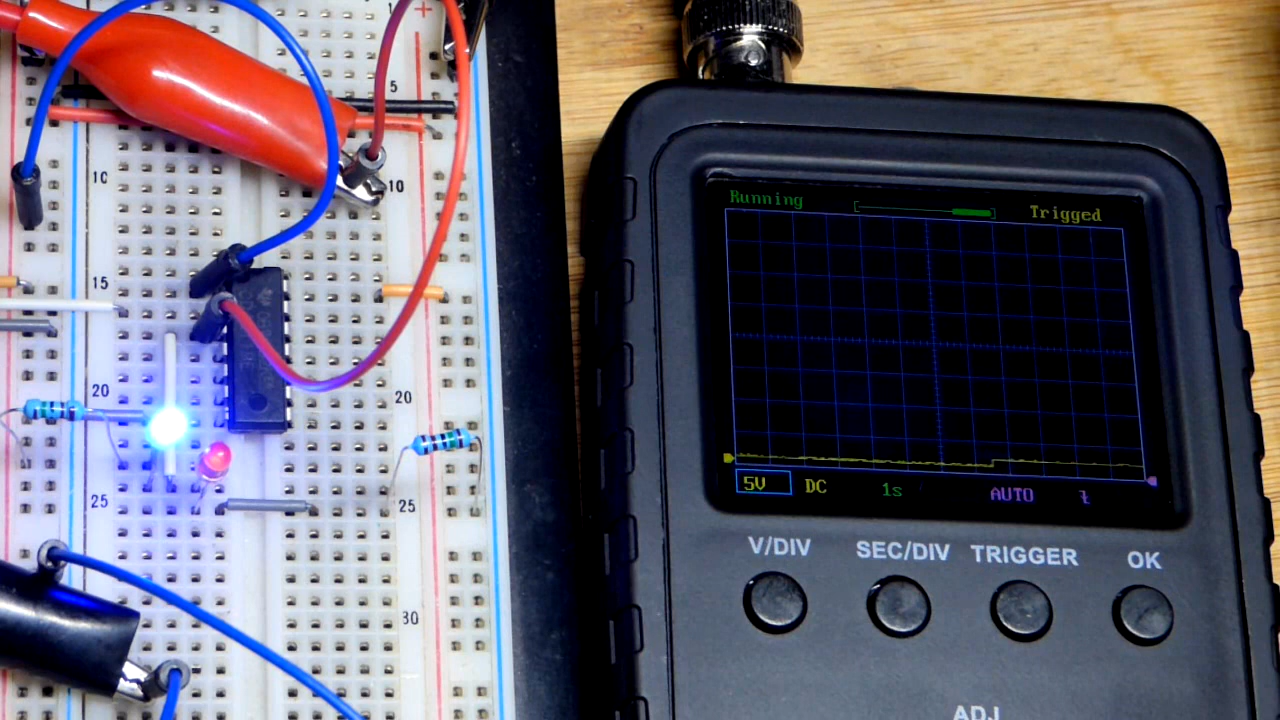 +
5
10
10
15
20
20
25
25
30
Running
Trigged
5V DC 1s AUTO
V/DIV SEC/DIV TRIGGER OK
ADJ